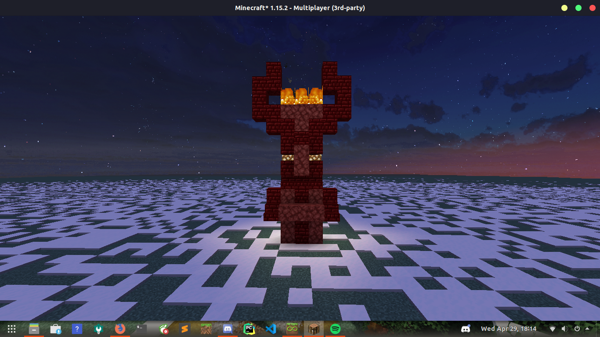 Minecraft* 1.15.2 - Multiplayer (3rd-party)
Wed Apr 29, 18:14